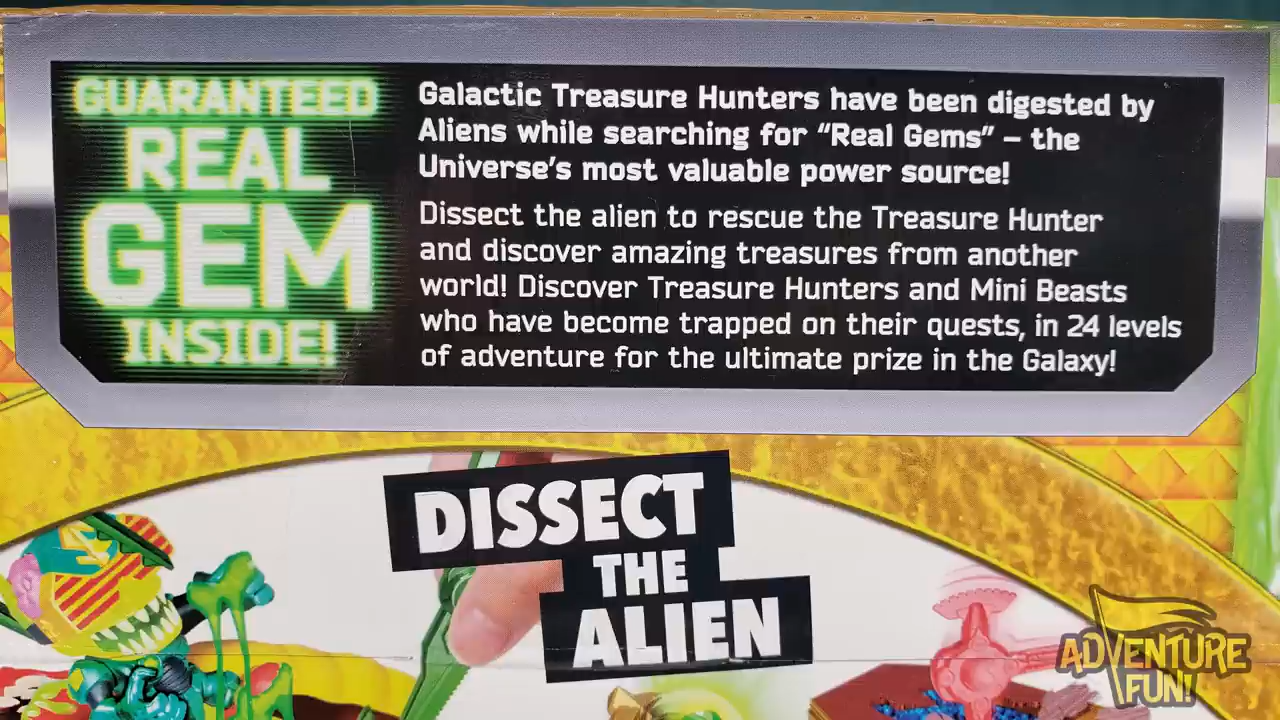 GUARANTEED
REAL
GEM
INSIDE!
Galactic Treasure Hunters have been digested by
Aliens while searching for “Real Gems” – the
Universe’s most valuable power source!
Dissect the alien to rescue the Treasure Hunter
and discover amazing treasures from another
world! Discover Treasure Hunters and Mini Beasts
who have become trapped on their quests, in 24 levels
of adventure for the ultimate prize in the Galaxy!
DISSECT
THE
ALIEN
ADVENTURE
FUN!